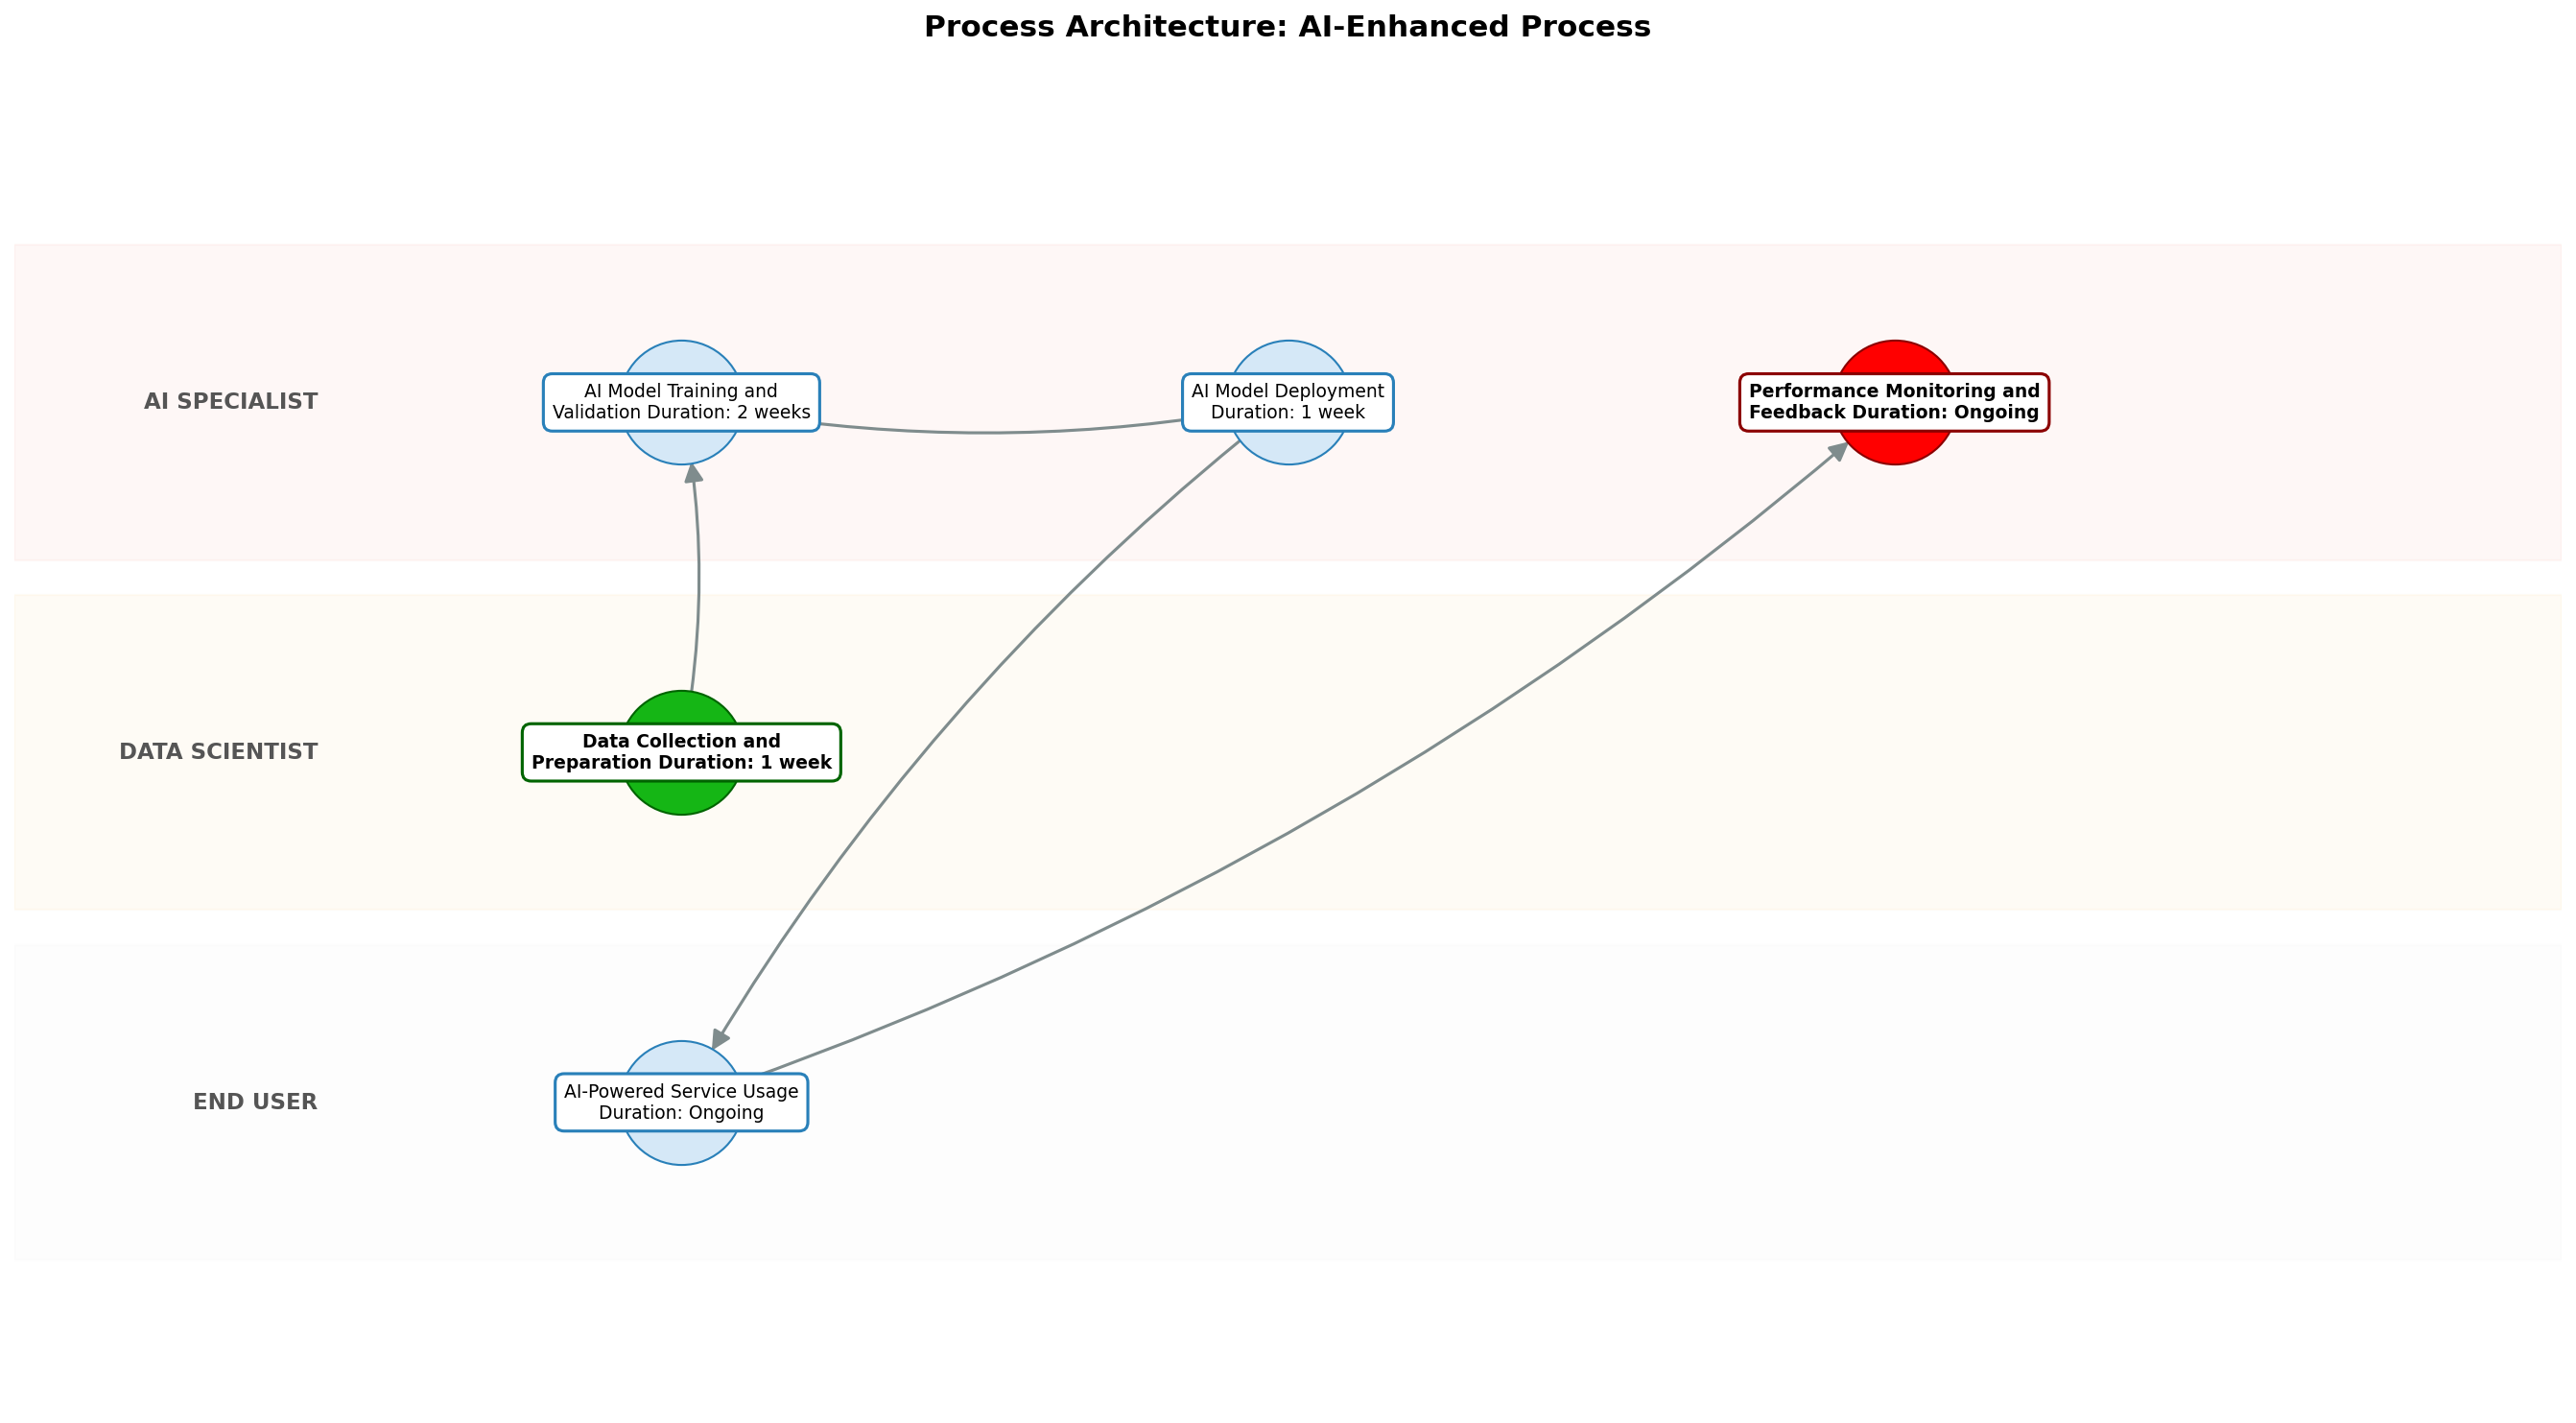 Process Architecture: AI-Enhanced Process
AI SPECIALIST
AI Model Training and
Validation Duration: 2 weeks
AI Model Deployment
Duration: 1 week
Performance Monitoring and
Feedback Duration: Ongoing
DATA SCIENTIST
Data Collection and
Preparation Duration: 1 week
END USER
AI-Powered Service Usage
Duration: Ongoing